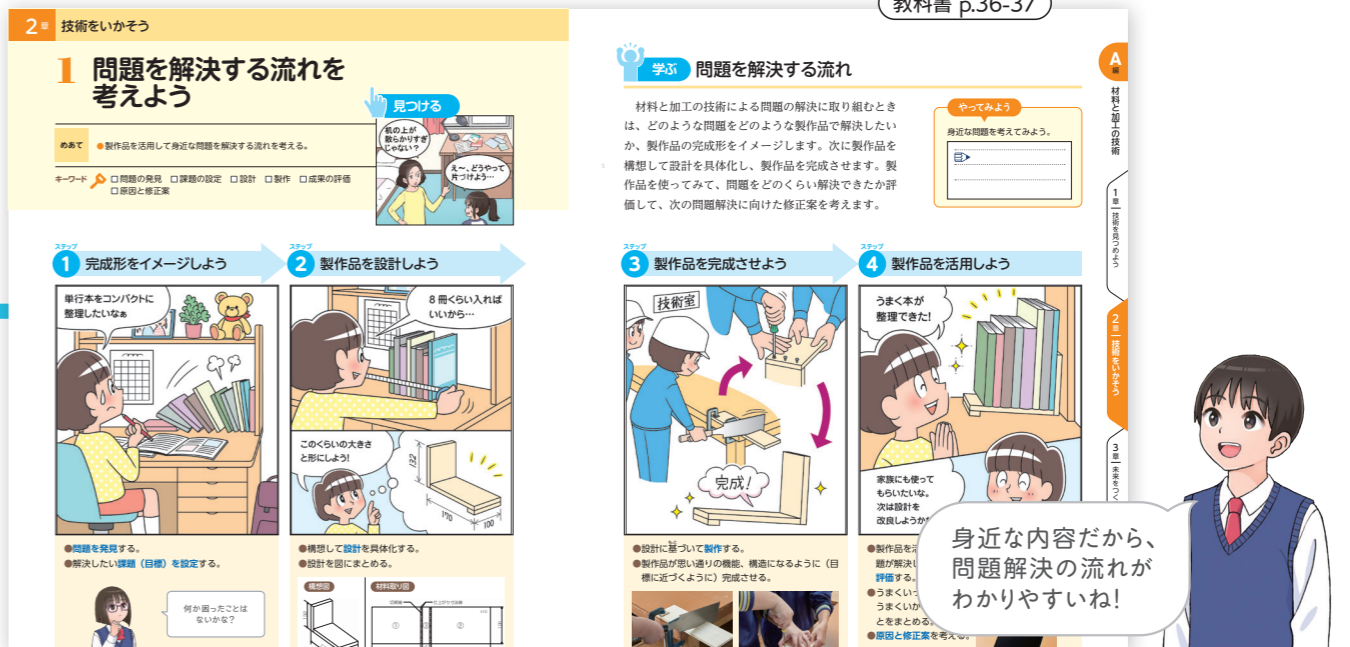 教科書 p.36-37
2章 技術をいかそう
1 問題を解決する流れを
考えよう
めあて
●製作品を活用して身近な問題を解決する流れを考える。
キーワード
□問題の発見 □課題の設定 □設計 □製作 □成果の評価
□原因と修正案
見つける
机の上が
散らかりすぎ
じゃない？
え〜、どうやって
片づけよう…
学ぶ 問題を解決する流れ
材料と加工の技術による問題の解決に取り組むとき
は、どのような問題をどのような製作品で解決したい
か、製作品の完成形をイメージします。次に製作品を
構想して設計を具体化し、製作品を完成させます。製
作品を使ってみて、問題をどのくらい解決できたか評
価して、次の問題解決に向けた修正案を考えます。
5
やってみよう
身近な問題を考えてみよう。
A編 材料と加工の技術
1章 技術を見つめよう
2章 技術をいかそう
3章 未来をつく
ステップ
1 完成形をイメージしよう
単行本をコンパクトに
整理したいなぁ
●問題を発見する。
●解決したい課題（目標）を設定する。
何か困ったことは
ないかな？
ステップ
2 製作品を設計しよう
8冊くらい入れば
いいから…
このくらいの大きさ
と形にしよう！
132
170
100
●構想して設計を具体化する。
●設計を図にまとめる。
構想図
材料取り図
①
③
②
ステップ
3 製作品を完成させよう
技術室
完成！
●設計に基づいて製作する。
●製作品が思い通りの機能、構造になるように（目
標に近づくように）完成させる。
ステップ
4 製作品を活用しよう
うまく本が
整理できた！
家族にも使って
もらいたいな。
次は設計を
改良しようか
●製作品を活
題が解決し
評価する。
●うまくいっ
うまくいか
とをまとめる。
●原因と修正案を考える。
身近な内容だから、
問題解決の流れが
わかりやすいね！